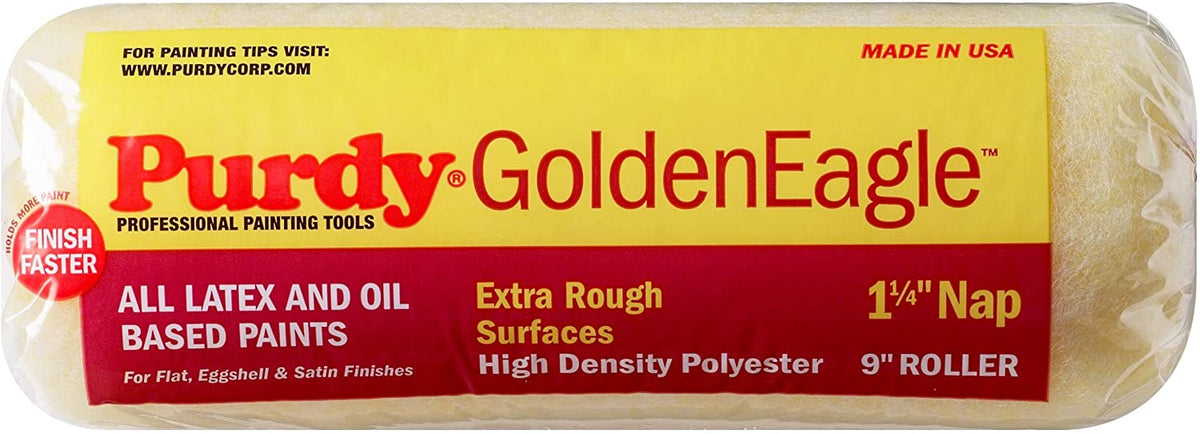 FOR PAINTING TIPS VISIT:
WWW.PURDYCORP.COM
MADE IN USA
Purdy® GoldenEagle™
PROFESSIONAL PAINTING TOOLS
HOLDS MORE PAINT
FINISH
FASTER
ALL LATEX AND OIL
BASED PAINTS
For Flat, Eggshell & Satin Finishes
Extra Rough
Surfaces
High Density Polyester
1¼" Nap
9" ROLLER